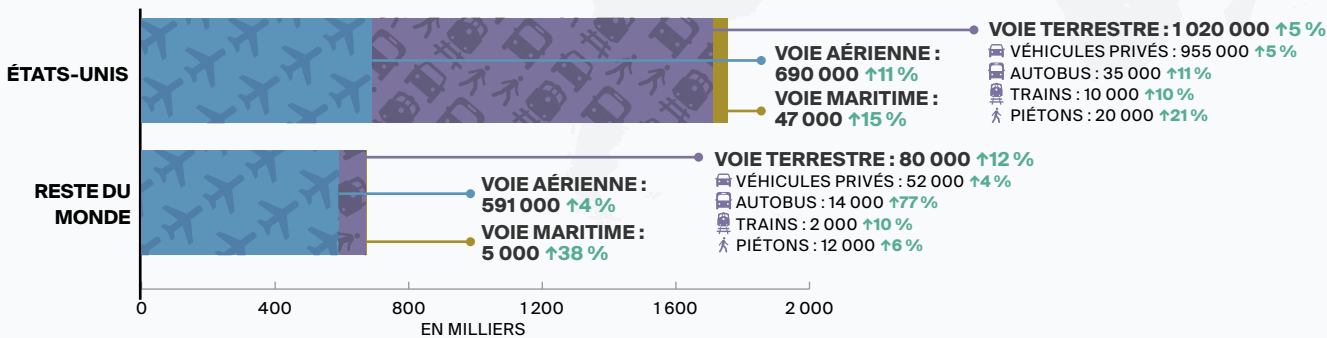 ÉTATS-UNIS
VOIE AÉRIENNE :
690 000 ↑11 %
VOIE MARITIME :
47 000 ↑15 %
VOIE TERRESTRE : 1 020 000 ↑5 %
VÉHICULES PRIVÉS : 955 000 ↑5 %
AUTOBUS : 35 000 ↑11 %
TRAINS : 10 000 ↑10 %
PIÉTONS : 20 000 ↑21 %
RESTE DU
MONDE
VOIE AÉRIENNE :
591 000 ↑4 %
VOIE MARITIME :
5 000 ↑38 %
VOIE TERRESTRE : 80 000 ↑12 %
VÉHICULES PRIVÉS : 52 000 ↑4 %
AUTOBUS : 14 000 ↑77 %
TRAINS : 2 000 ↑10 %
PIÉTONS : 12 000 ↑6 %
0 400 800 1 200 1 600 2 000
EN MILLIERS